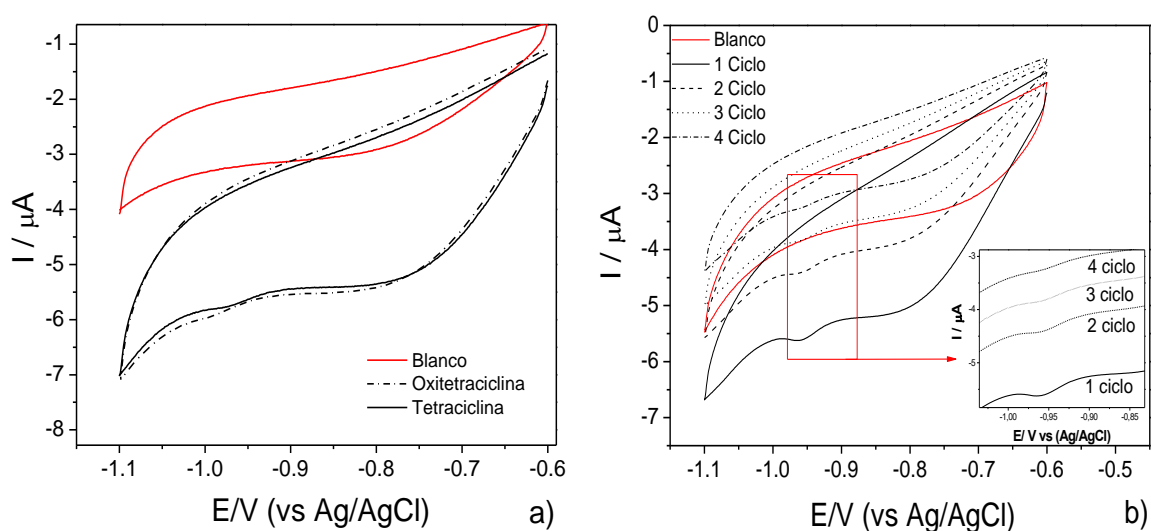 -1
-2
-3
-4
-5
-6
-7
-8
I / μA
Blanco
Oxitetraciclina
Tetraciclina
-1.1 -1.0 -0.9 -0.8 -0.7 -0.6
E/V (vs Ag/AgCl)
a)
0
-1
-2
-3
-4
-5
-6
-7
I / μA
Blanco
1 Ciclo
2 Ciclo
3 Ciclo
4 Ciclo
-3
-4
-5
I / μA
4 ciclo
3 ciclo
2 ciclo
1 ciclo
-1,00 -0,95 -0,90 -0,85
E/ V vs (Ag/AgCl)
-1.1 -1.0 -0.9 -0.8 -0.7 -0.6 -0.5
E/V (vs Ag/AgCl)
b)